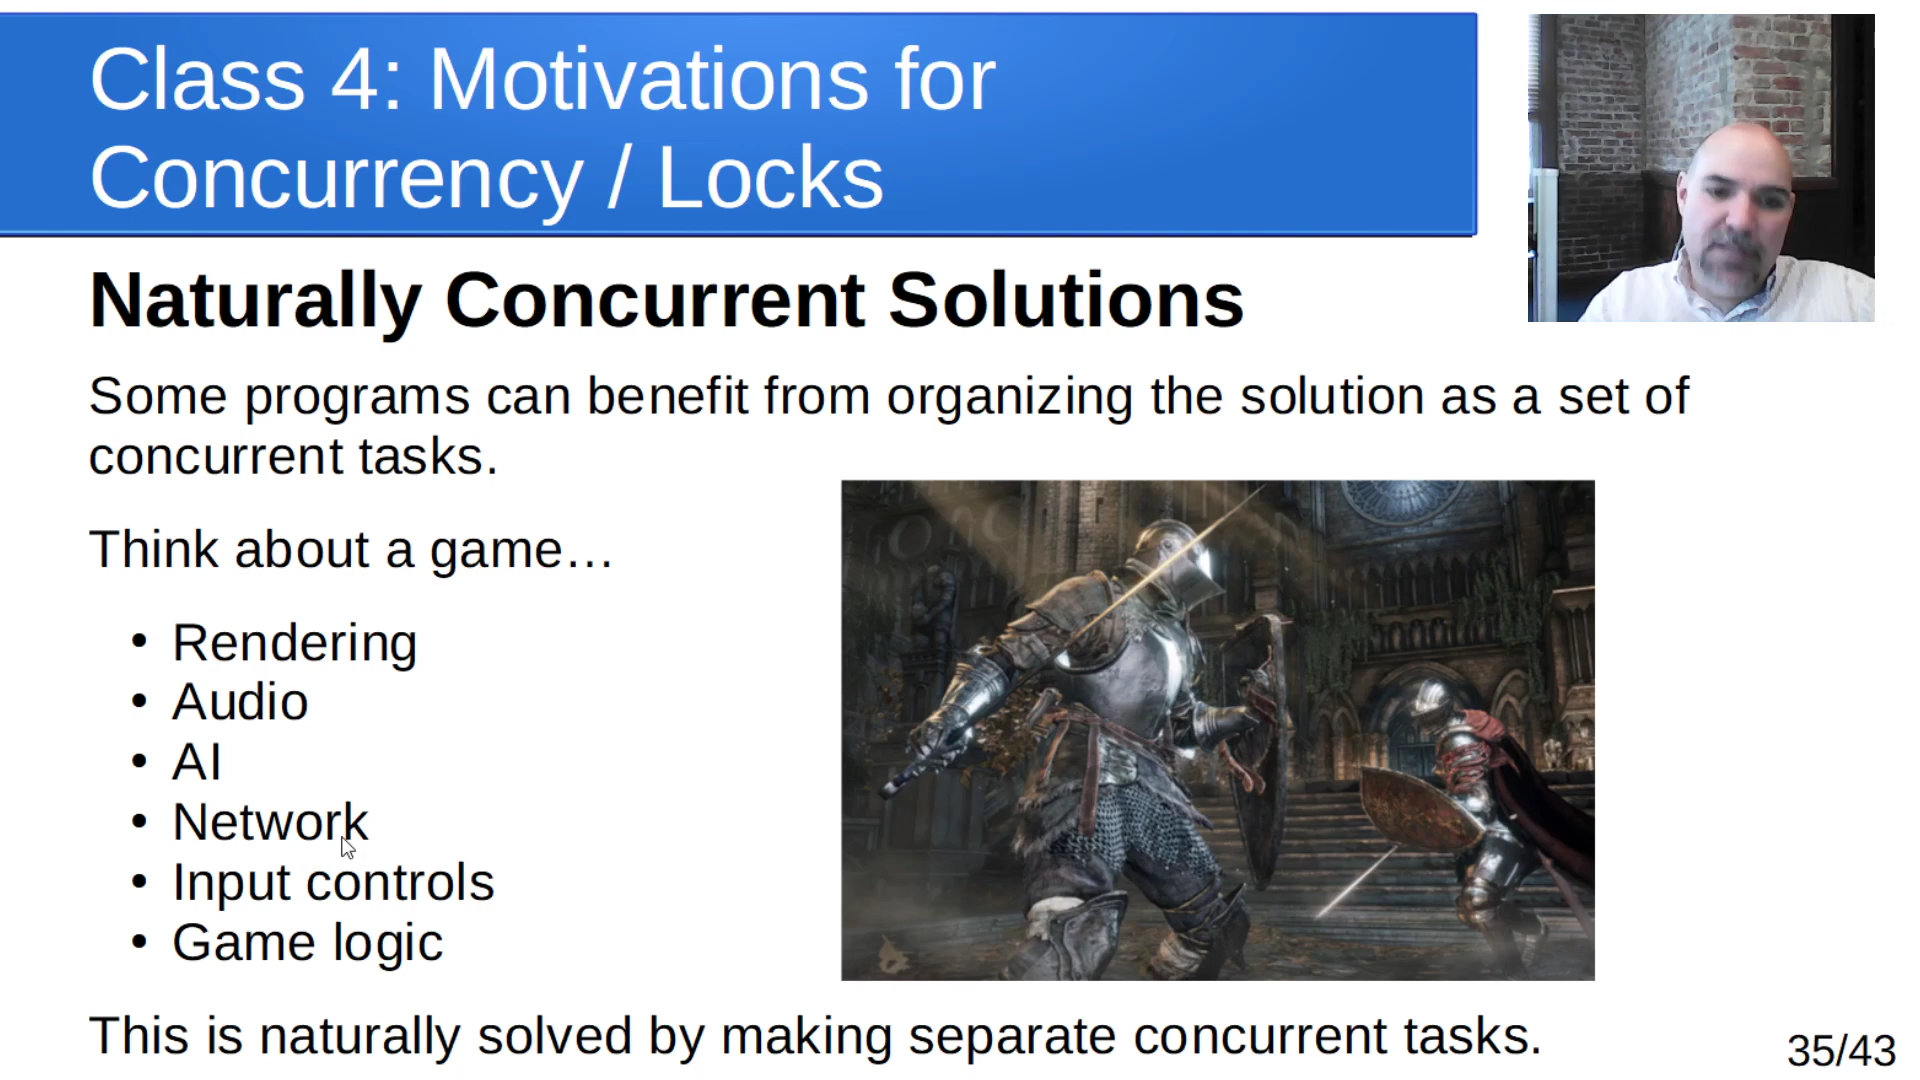 Class 4: Motivations for
Concurrency / Locks
Naturally Concurrent Solutions
Some programs can benefit from organizing the solution as a set of
concurrent tasks.
Think about a game…
• Rendering
• Audio
• AI
• Network
• Input controls
• Game logic
This is naturally solved by making separate concurrent tasks.
35/43